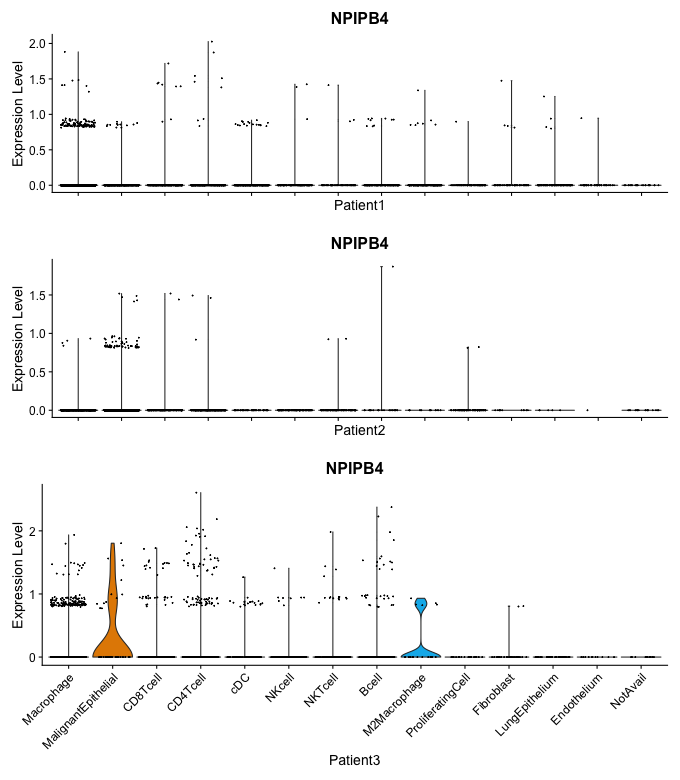 NPIPB4
Expression Level
2.0
1.5
1.0
0.5
0.0
Patient1
NPIPB4
Expression Level
1.5
1.0
0.5
0.0
Patient2
NPIPB4
Expression Level
2
1
0
Macrophage
MalignantEpithelial
CD8Tcell
CD4Tcell
cDC
NKcell
NKTcell
Bcell
M2Macrophage
ProliferatingCell
Fibroblast
LungEpithelium
Endothelium
NotAvail
Patient3